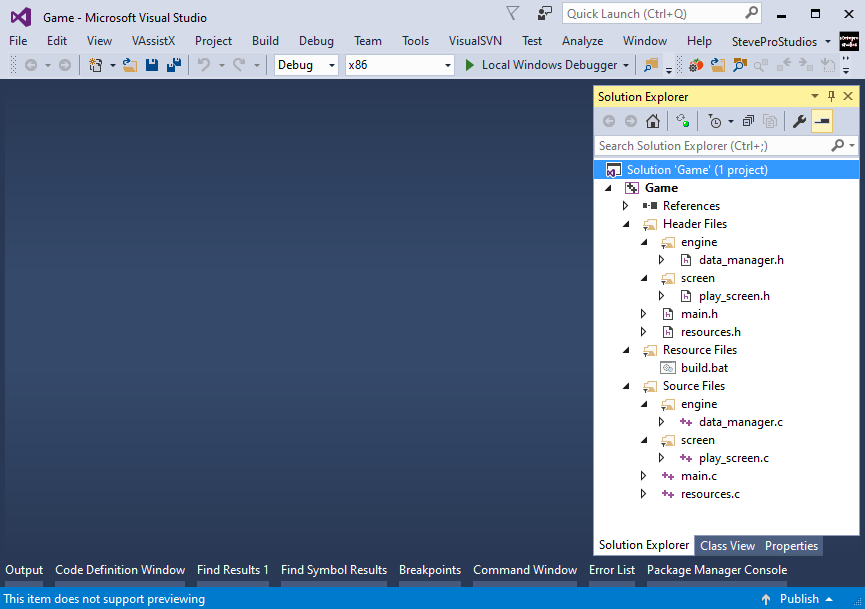 Game - Microsoft Visual Studio
Quick Launch (Ctrl+Q)
File Edit View VAssistX Project Build Debug Team Tools VisualSVN Test Analyze Window Help SteveProStudios
Debug x86 Local Windows Debugger
Solution Explorer
Search Solution Explorer (Ctrl+;)
Solution 'Game' (1 project)
Game
References
Header Files
engine
data_manager.h
screen
play_screen.h
main.h
resources.h
Resource Files
build.bat
Source Files
engine
data_manager.c
screen
play_screen.c
main.c
resources.c
Solution Explorer Class View Properties
Output Code Definition Window Find Results 1 Find Symbol Results Breakpoints Command Window Error List Package Manager Console
This item does not support previewing Publish